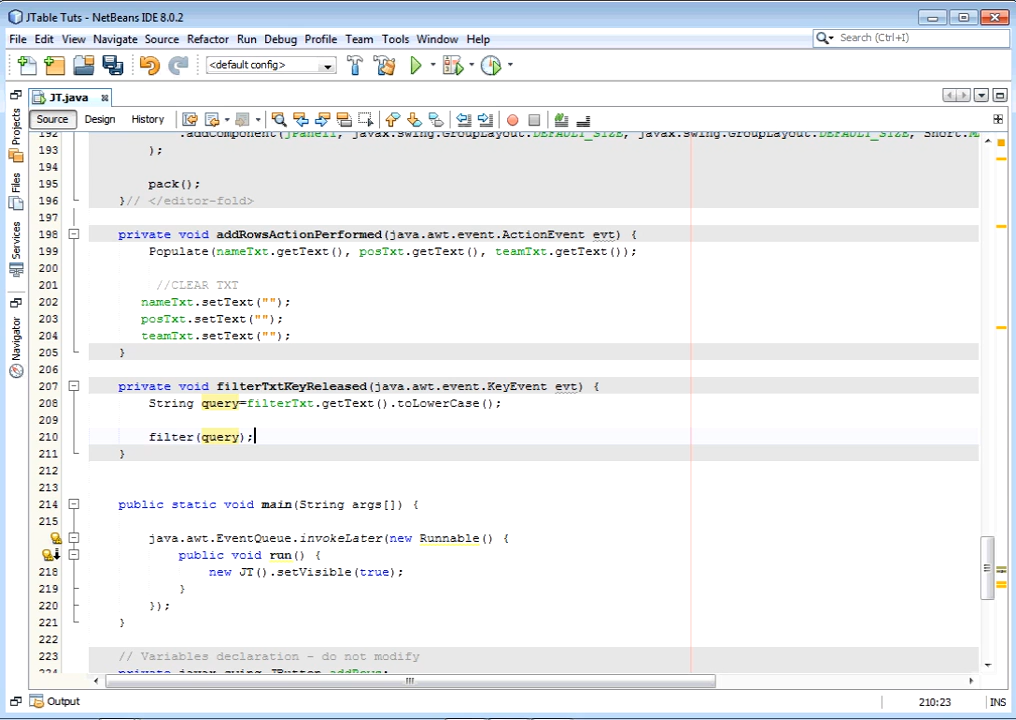 JTable Tuts - NetBeans IDE 8.0.2
File Edit View Navigate Source Refactor Run Debug Profile Team Tools Window Help
Search (Ctrl+I)
<default config>
JT.java
Source Design History
Projects
Files
Services
Navigator
192 .addComponent(jPanel1, javax.swing.GroupLayout.DEFAULT_SIZE, javax.swing.GroupLayout.DEFAULT_SIZE, Short.M
193 );
194
195 pack();
196 }// </editor-fold>
197
198 private void addRowsActionPerformed(java.awt.event.ActionEvent evt) {
199 Populate(nameTxt.getText(), posTxt.getText(), teamTxt.getText());
200
201 //CLEAR TXT
202 nameTxt.setText("");
203 posTxt.setText("");
204 teamTxt.setText("");
205 }
206
207 private void filterTxtKeyReleased(java.awt.event.KeyEvent evt) {
208 String query=filterTxt.getText().toLowerCase();
209
210 filter(query);
211 }
212
213
214 public static void main(String args[]) {
215
java.awt.EventQueue.invokeLater(new Runnable() {
public void run() {
218 new JT().setVisible(true);
219 }
220 });
221 }
222
223 // Variables declaration - do not modify
224 private javax.swing.JButton addRows;
Output
210:23 INS